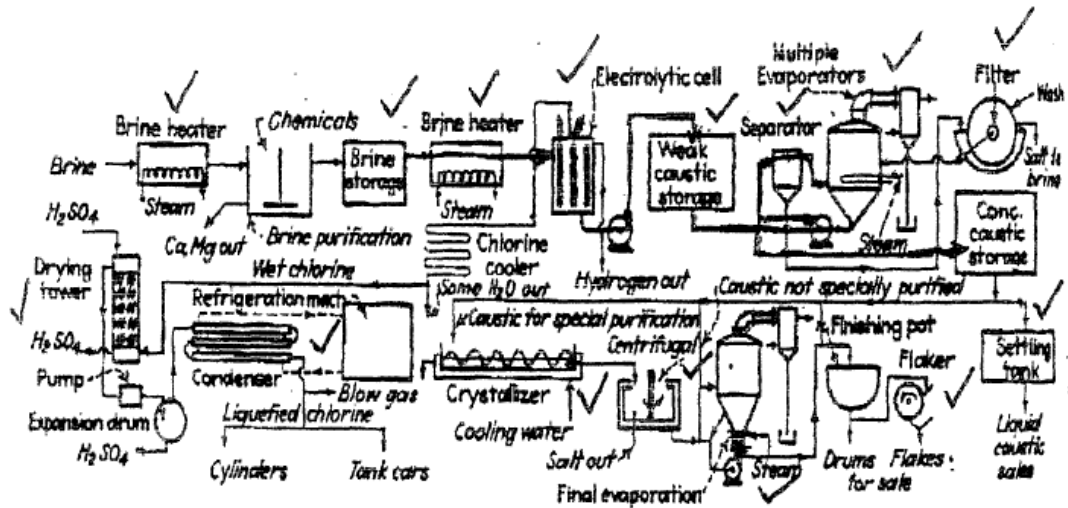 Multiple
Evaporators
Electrolytic cell
Filter
Wash
Chemicals
Brine heater
Brine heater
Separator
Brine
Brine
storage
Weak
caustic
storage
Salt to
brine
Steam
Steam
Steam
H₂SO₄
Ca, Mg out
Brine purification
Chlorine
cooler
Conc.
caustic
storage
Drying
tower
Wet chlorine
Some H₂O out
Hydrogen out
Caustic not specially purified
Refrigeration mach.
Caustic for special purification
Centrifugal
Finishing pot
H₂SO₄
Flaker
Settling
tank
Pump
Condenser
Blow gas
Crystallizer
Expansion drum
Liquefied chlorine
Cooling water
Liquid
caustic
sales
H₂SO₄
Cylinders
Tank cars
Salt out
Steam
Drums
Flakes
for sale
Final evaporation